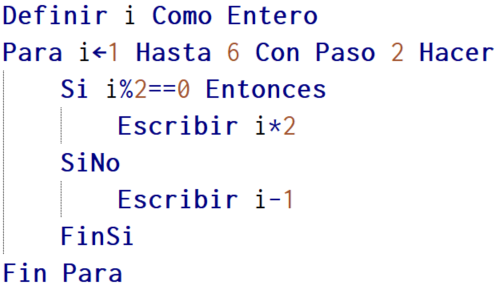 Definir i Como Entero
Para i←1 Hasta 6 Con Paso 2 Hacer
Si i%2==0 Entonces
Escribir i*2
SiNo
Escribir i-1
FinSi
Fin Para